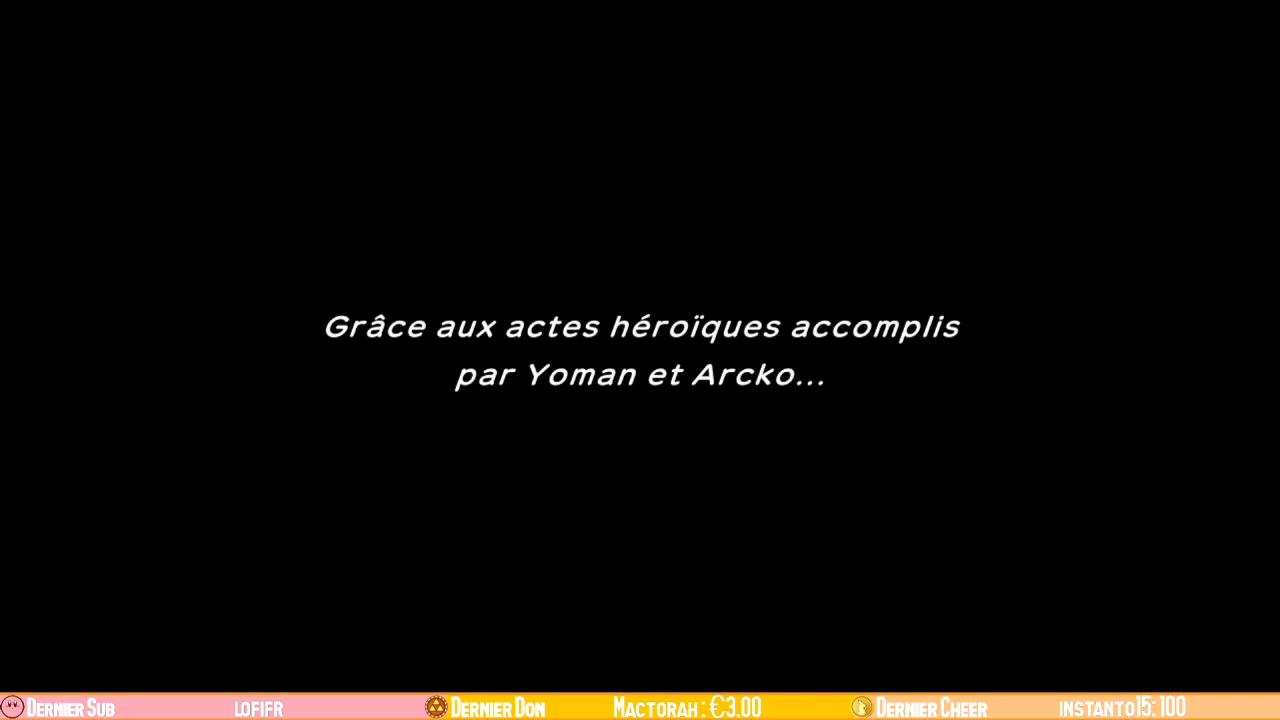 Grâce aux actes héroïques accomplis
par Yoman et Arcko...
Dernier Sub lofifr Dernier Don Mactorah : €3.00 Dernier Cheer instanto15: 100